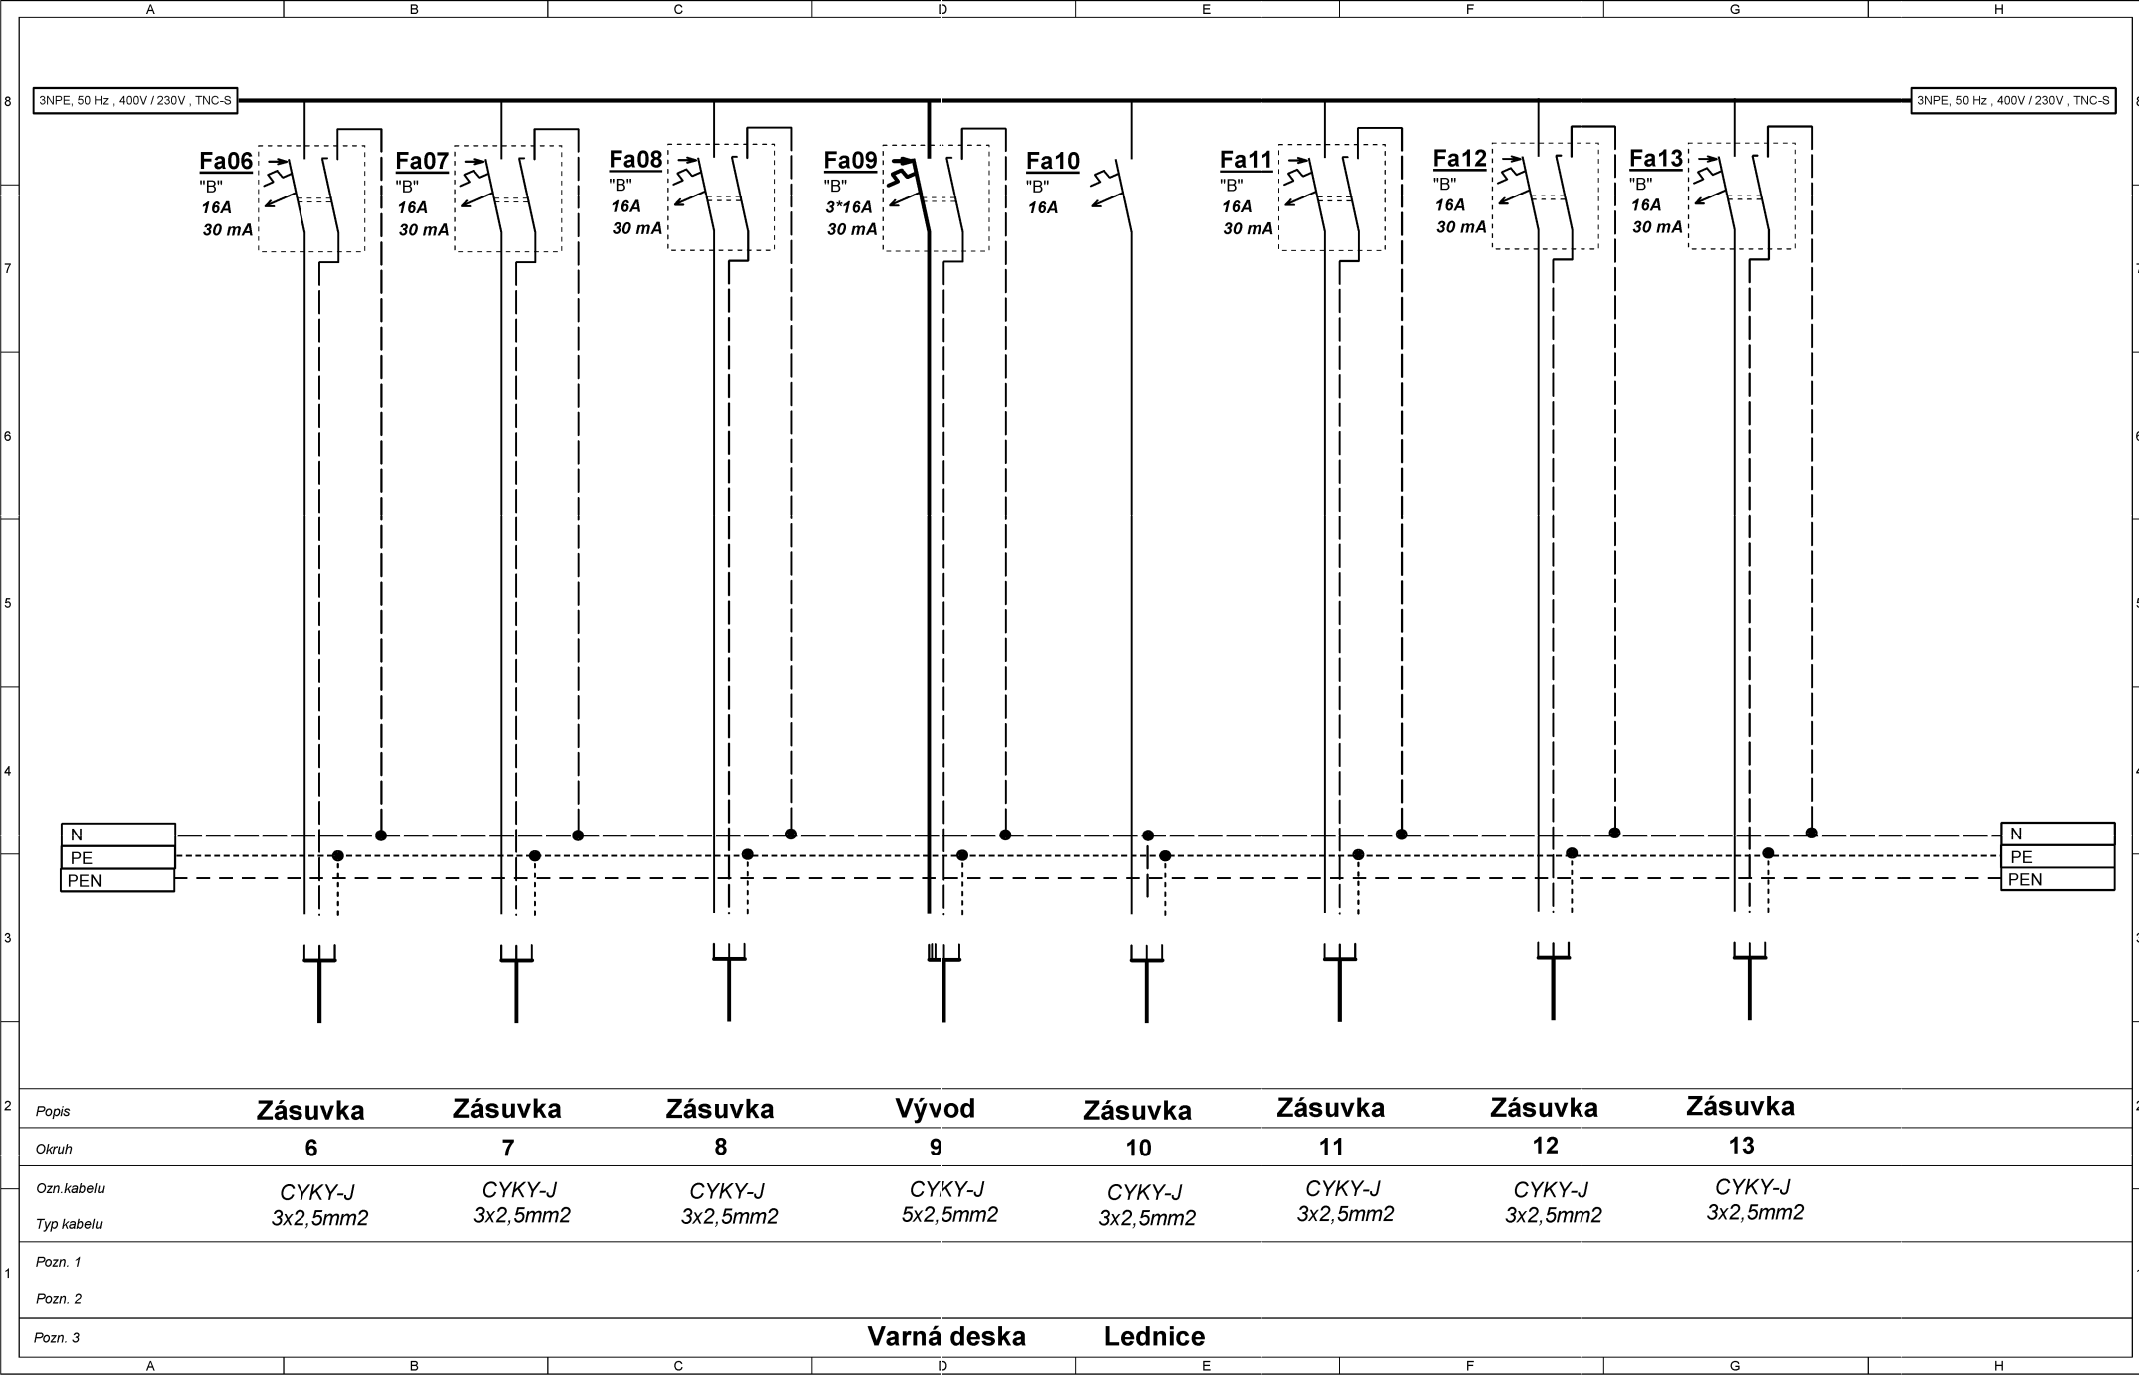 A B C D E F G H
8
3NPE, 50 Hz , 400V / 230V , TNC-S
3NPE, 50 Hz , 400V / 230V , TNC-S
Fa06
"B"
16A
30 mA
Fa07
"B"
16A
30 mA
Fa08
"B"
16A
30 mA
Fa09
"B"
3*16A
30 mA
Fa10
"B"
16A
Fa11
"B"
16A
30 mA
Fa12
"B"
16A
30 mA
Fa13
"B"
16A
30 mA
7
6
5
4
N
PE
PEN
N
PE
PEN
3
2
Popis Zásuvka Zásuvka Zásuvka Vývod Zásuvka Zásuvka Zásuvka Zásuvka
Okruh 6 7 8 9 10 11 12 13
Ozn.kabelu CYKY-J CYKY-J CYKY-J CYKY-J CYKY-J CYKY-J CYKY-J CYKY-J
Typ kabelu 3x2,5mm2 3x2,5mm2 3x2,5mm2 5x2,5mm2 3x2,5mm2 3x2,5mm2 3x2,5mm2 3x2,5mm2
Pozn. 1
1
Pozn. 2
Pozn. 3 Varná deska Lednice
A B C D E F G H